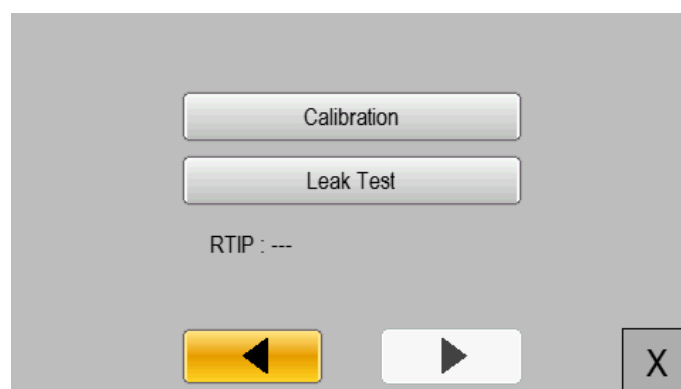 Calibration
Leak Test
RTIP : ---
X